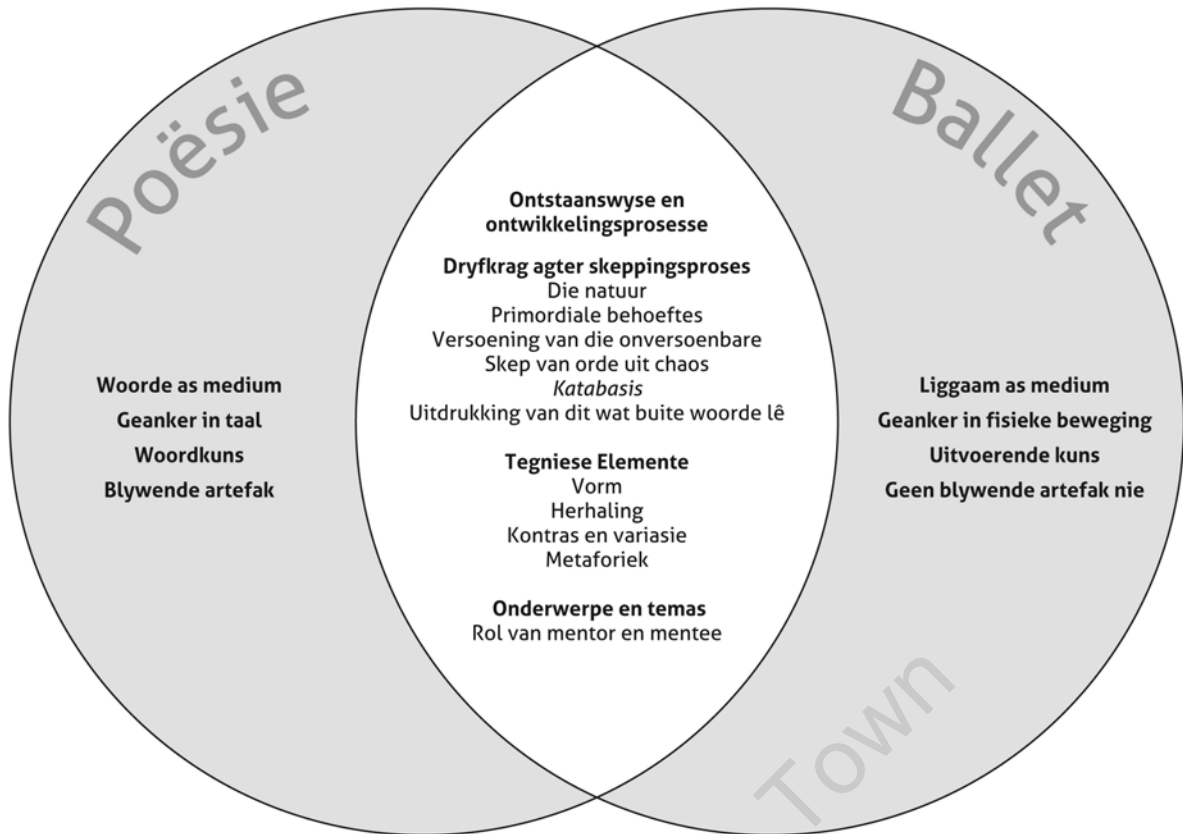 Poësie
Ballet
Ontstaanswyse en
ontwikkelingsprosesse
Dryfkrag agter skeppingsproses
Die natuur
Primordiale behoeftes
Versoening van die onversoenbare
Skep van orde uit chaos
Katabasis
Uitdrukking van dit wat buite woorde lê
Tegniese Elemente
Vorm
Herhaling
Kontras en variasie
Metaforiek
Onderwerpe en temas
Rol van mentor en mentee
Woorde as medium
Geanker in taal
Woordkuns
Blywende artefak
Liggaam as medium
Geanker in fisieke beweging
Uitvoerende kuns
Geen blywende artefak nie
Town